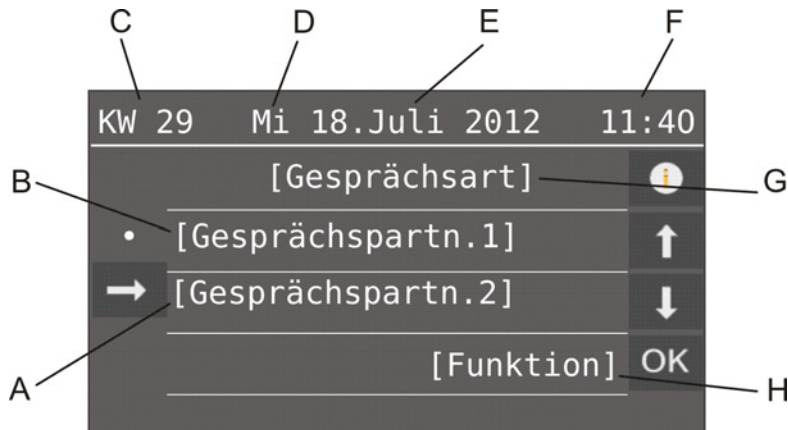 C D E F
KW 29 Mi 18.Juli 2012 11:40
B [Gesprächsart] i G
[Gesprächspartn.1]
[Gesprächspartn.2]
A [Funktion] OK H